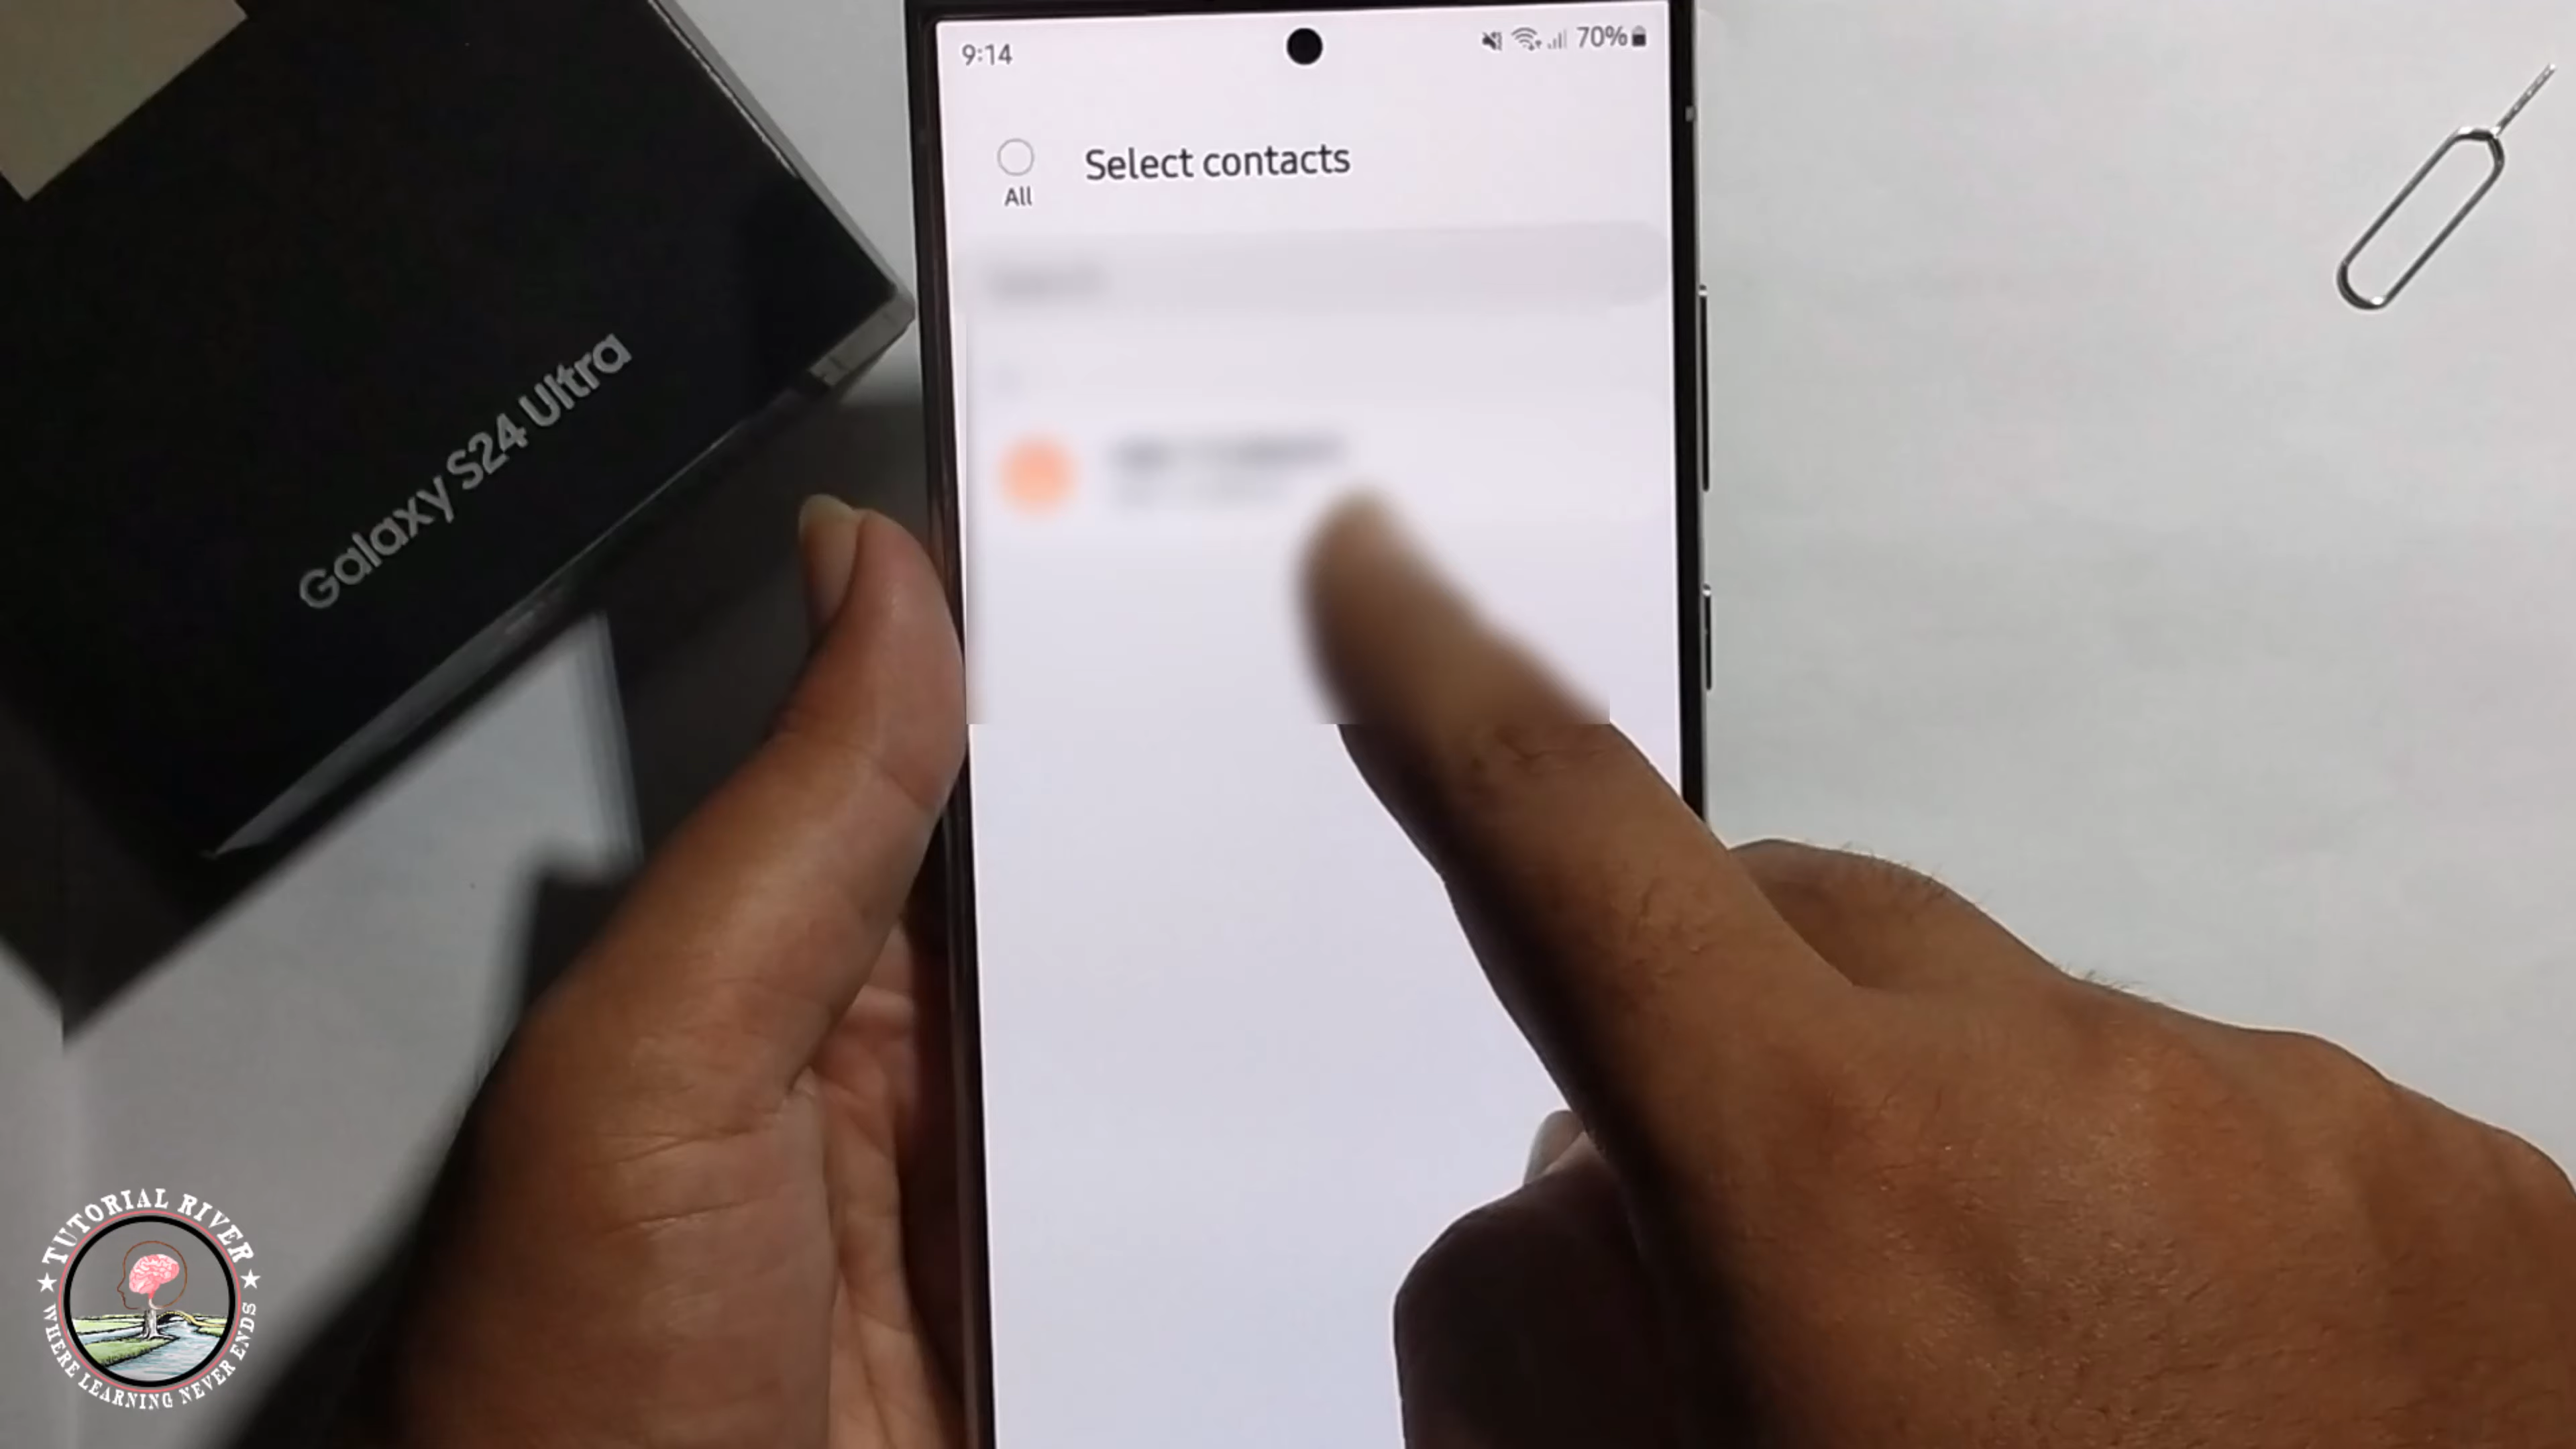 9:14
70%
Select contacts
All
Galaxy S24 Ultra
TUTORIAL RIVER
WHERE LEARNING NEVER ENDS